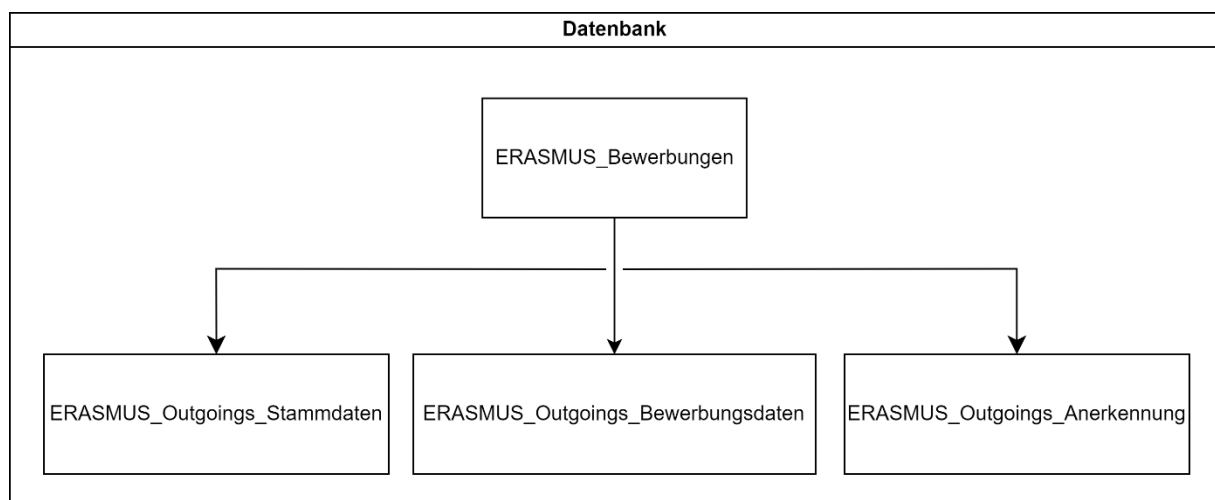 Datenbank
ERASMUS_Bewerbungen
ERASMUS_Outgoings_Stammdaten
ERASMUS_Outgoings_Bewerbungsdaten
ERASMUS_Outgoings_Anerkennung